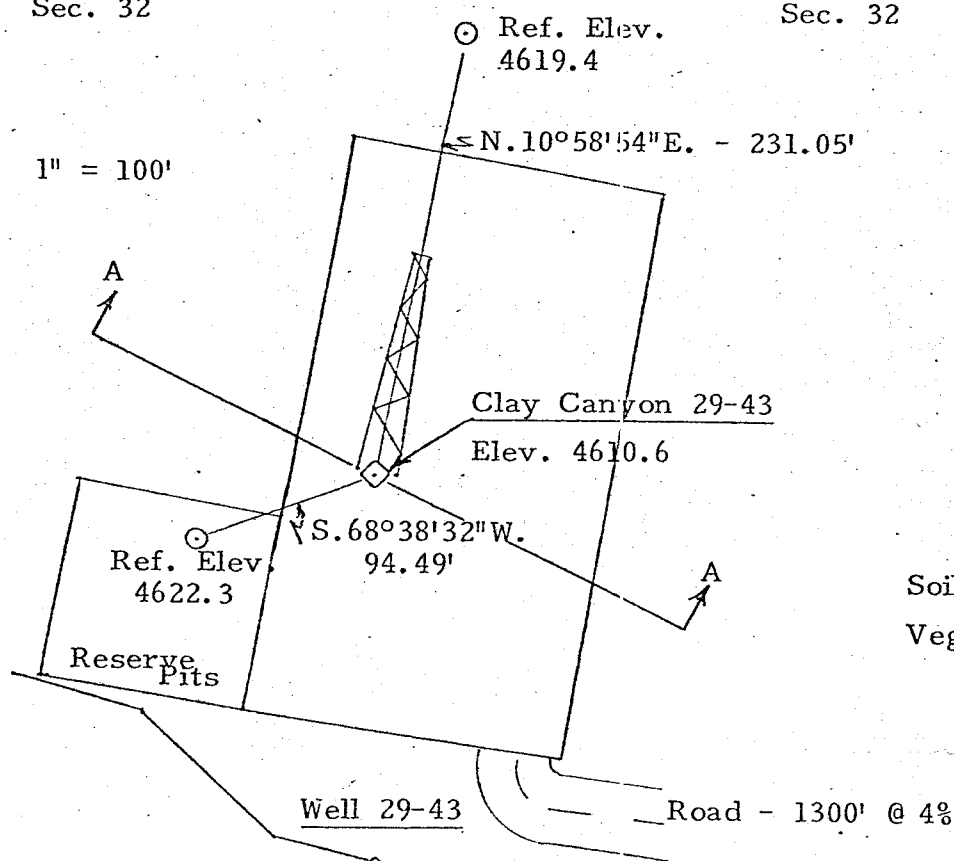 Sec. 32
Sec. 32
Ref. Elev.
4619.4
N.10°58'54"E. - 231.05'
1" = 100'
A
Clay Canyon 29-43
Elev. 4610.6
S.68°38'32"W.
94.49'
Ref. Elev.
4622.3
A
Soil
Veg
Reserve
Pits
Well 29-43
Road - 1300' @ 4%